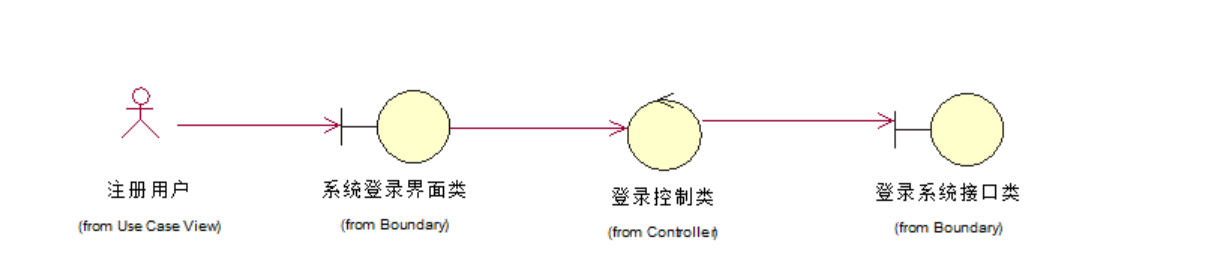 注册用户
(from Use Case View)
系统登录界面类
(from Boundary)
登录控制类
(from Controller)
登录系统接口类
(from Boundary)